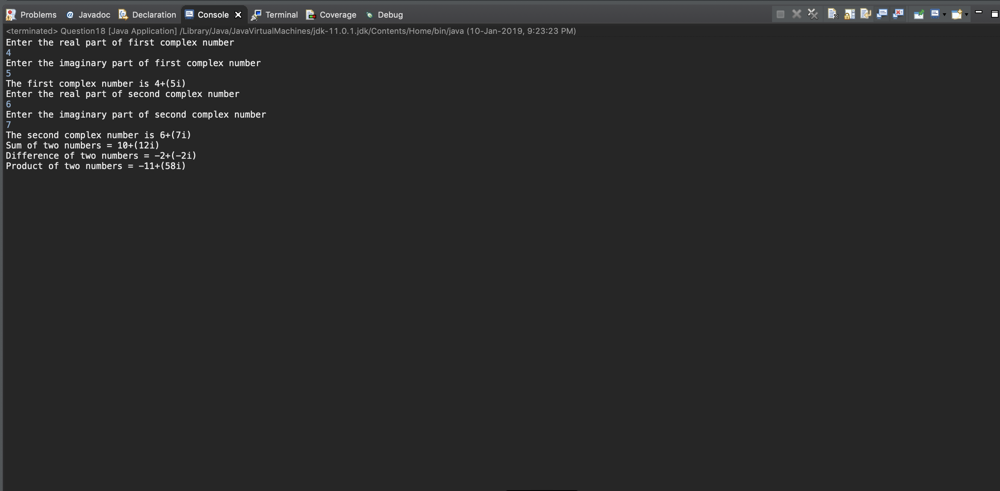 Problems @ Javadoc Declaration Console Terminal Coverage Debug
<terminated> Question18 [Java Application] /Library/Java/JavaVirtualMachines/jdk-11.0.1.jdk/Contents/Home/bin/java (10-Jan-2019, 9:23:23 PM)
Enter the real part of first complex number
4
Enter the imaginary part of first complex number
5
The first complex number is 4+(5i)
Enter the real part of second complex number
6
Enter the imaginary part of second complex number
7
The second complex number is 6+(7i)
Sum of two numbers = 10+(12i)
Difference of two numbers = -2+(-2i)
Product of two numbers = -11+(58i)